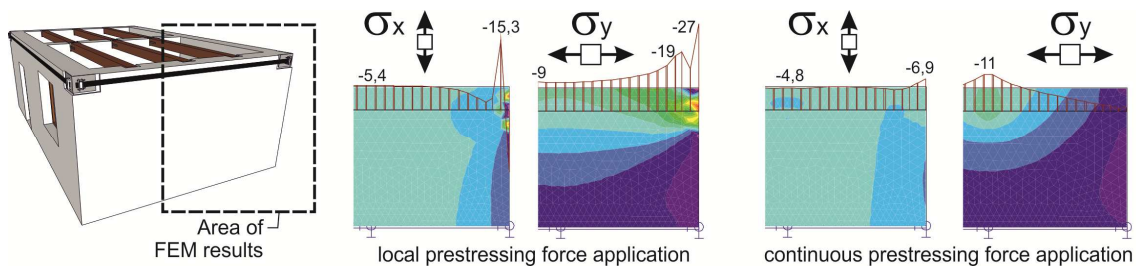 Area of
FEM results
σx
-15,3
-5,4
σy
-27
-19
-9
local prestressing force application
σx
-4,8
-6,9
σy
-11
continuous prestressing force application